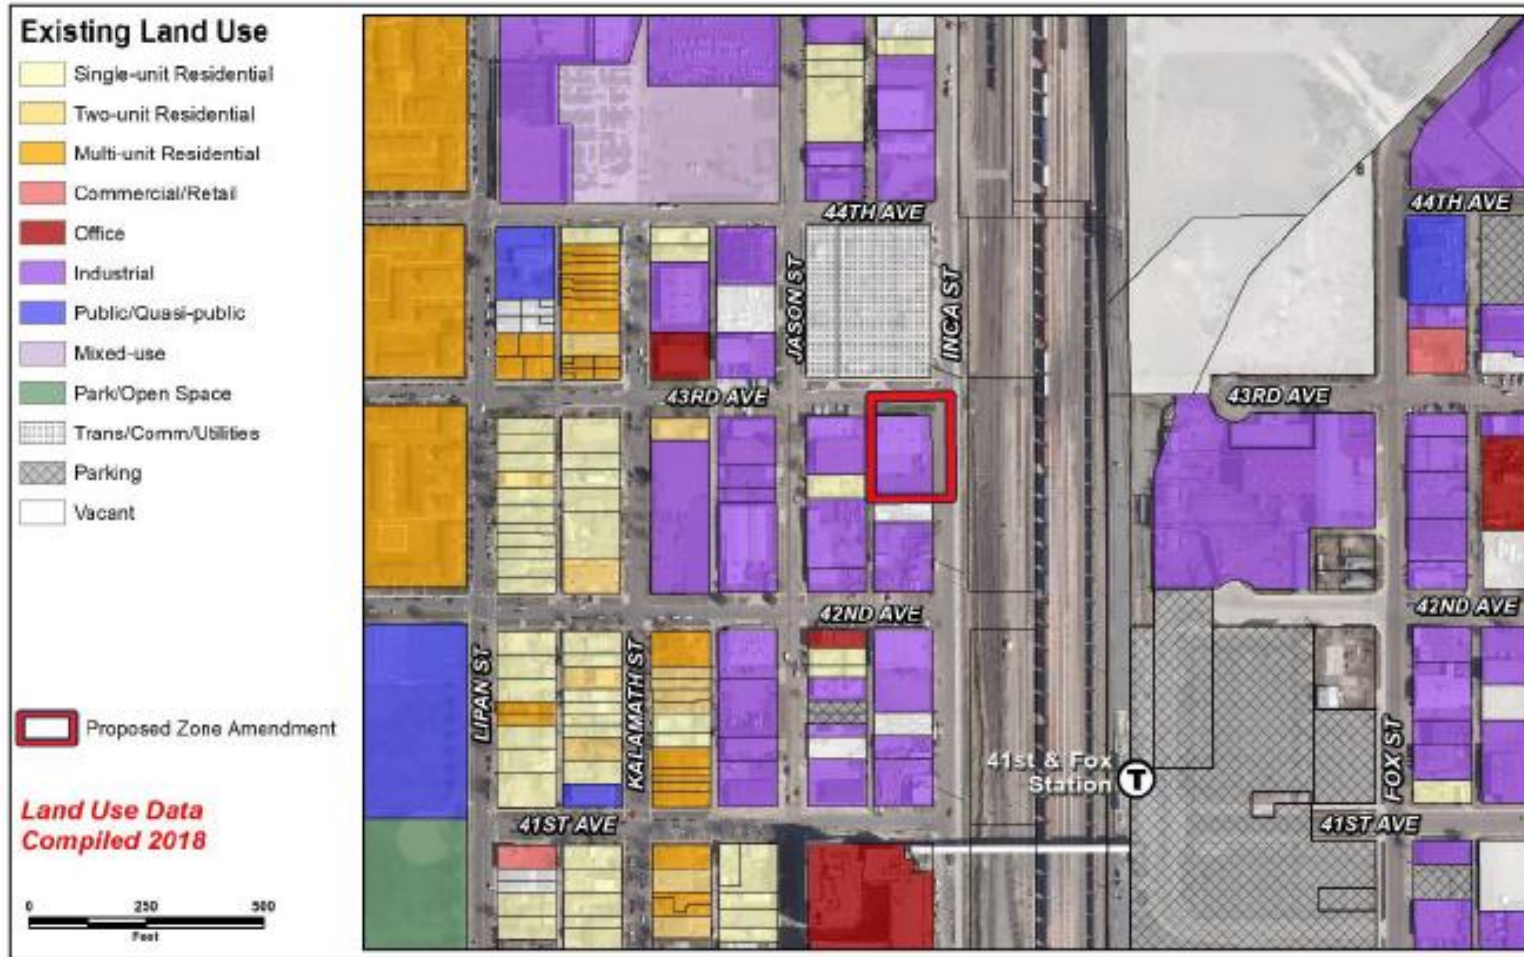 Existing Land Use
Single-unit Residential
Two-unit Residential
Multi-unit Residential
Commercial/Retail
Office
Industrial
Public/Quasi-public
Mixed-use
Park/Open Space
Trans/Comm/Utilities
Parking
Vacant
Proposed Zone Amendment
Land Use Data
Compiled 2018
0 250 500
Feet
44TH AVE
44TH AVE
JASON ST
INCA ST
43RD AVE
43RD AVE
42ND AVE
42ND AVE
LIPAN ST
KALAMATH ST
41st & Fox
Station
T
FOX ST
41ST AVE
41ST AVE